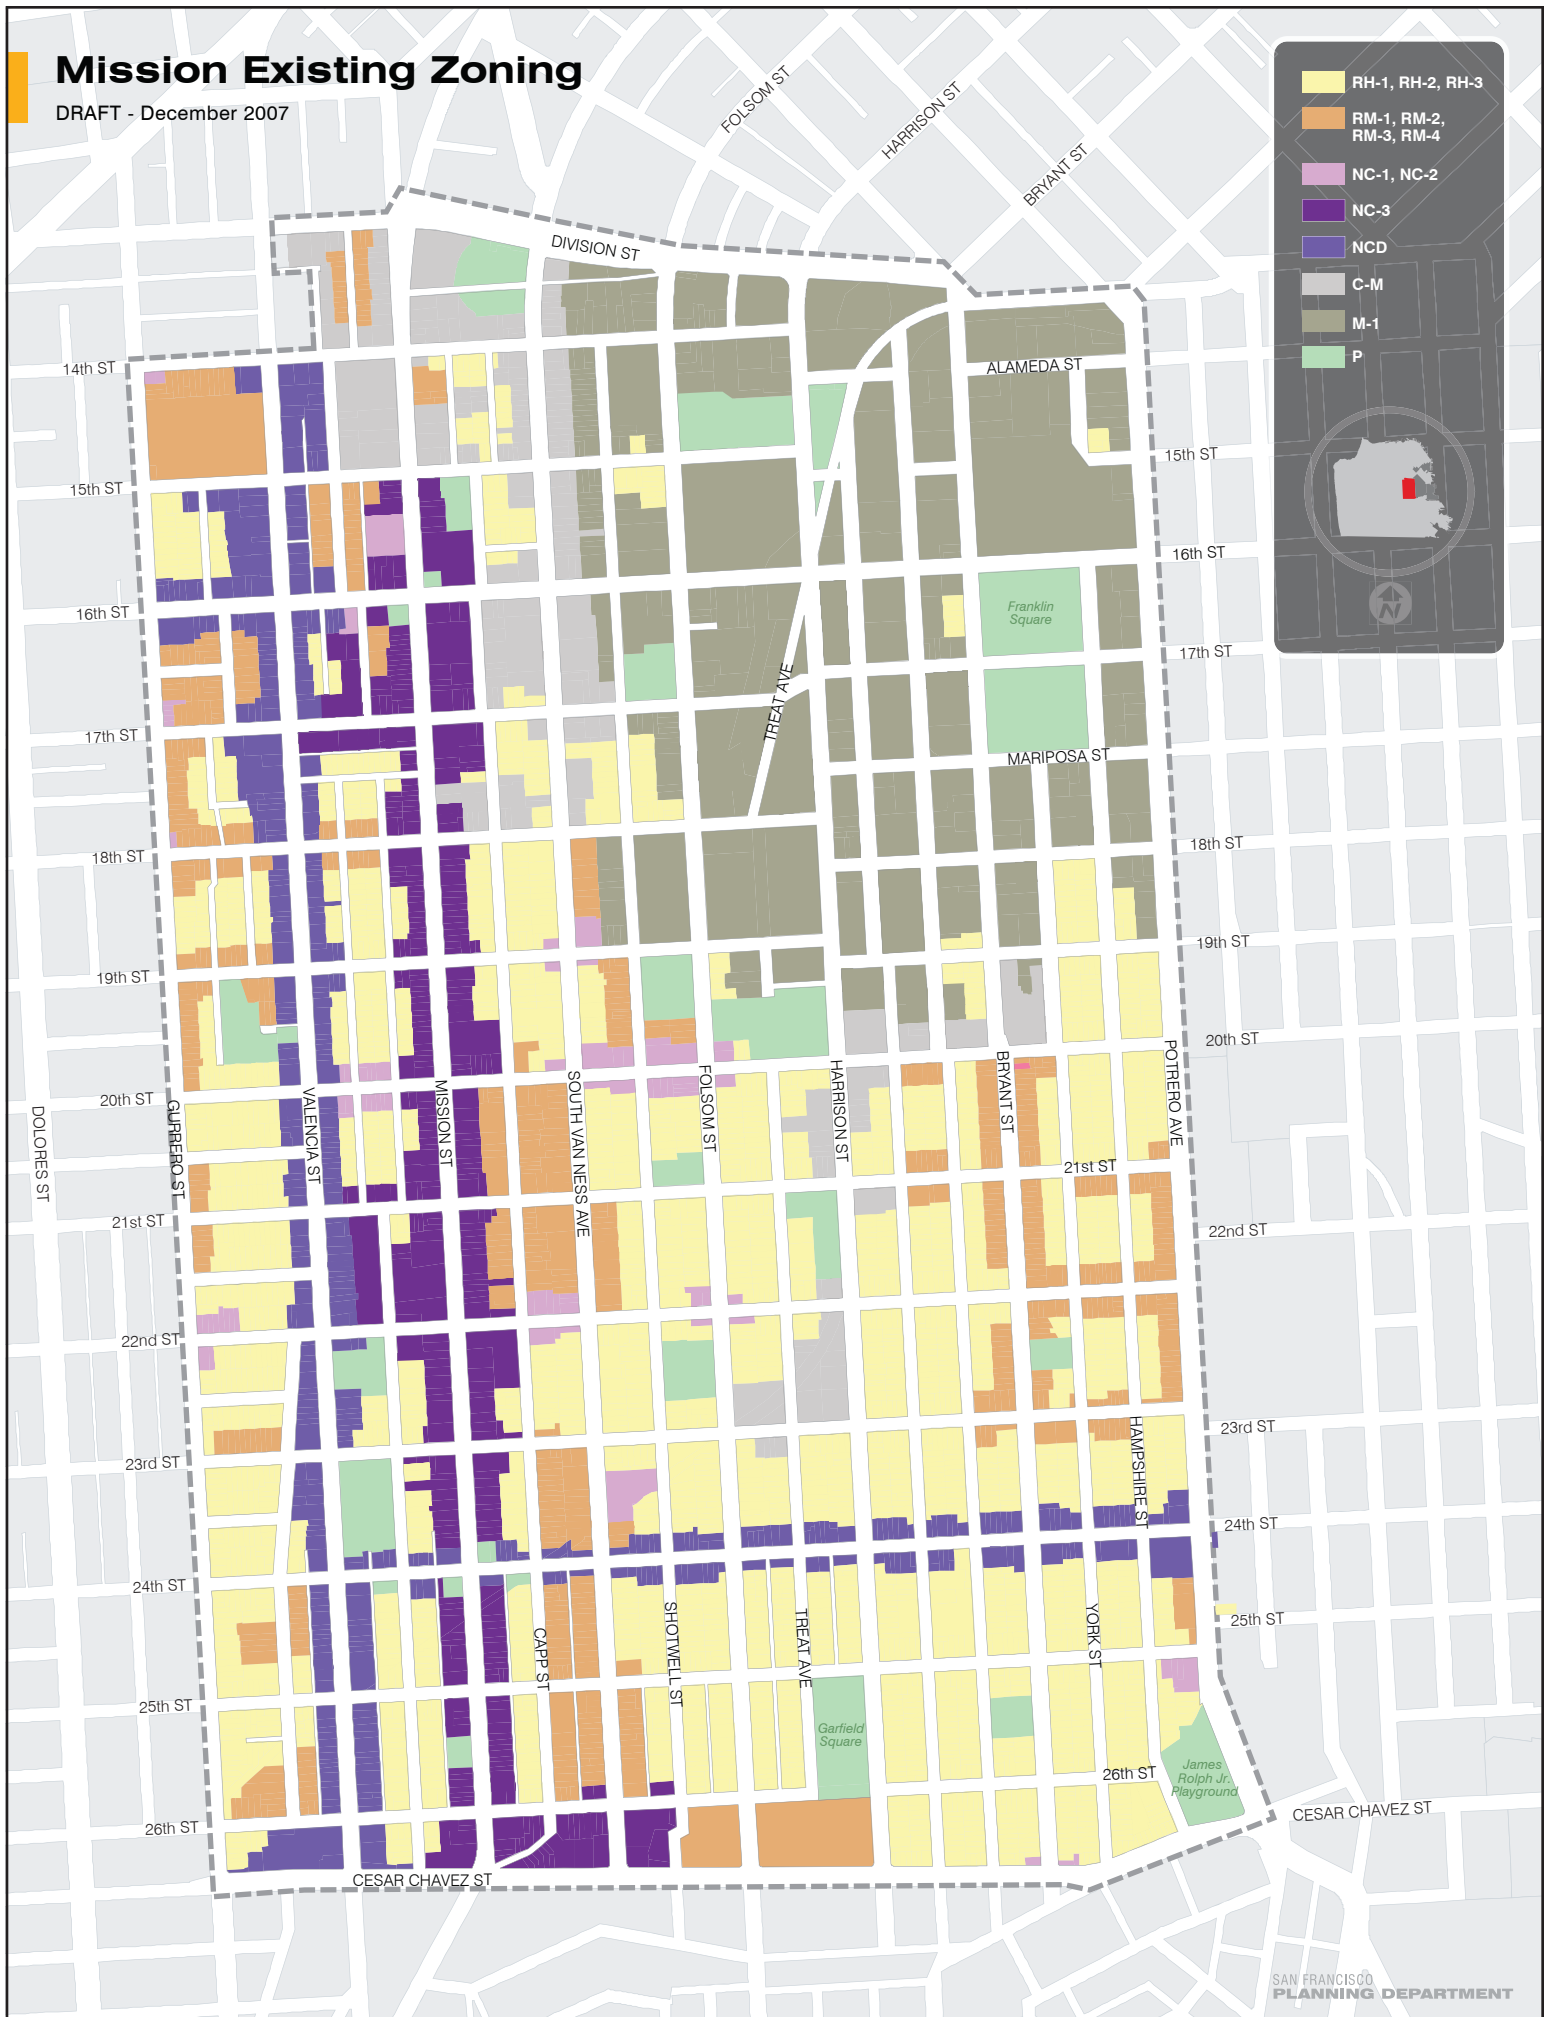 Mission Existing Zoning
DRAFT - December 2007
FOLSOM ST
HARRISON ST
BRYANT ST
DIVISION ST
RH-1, RH-2, RH-3
RM-1, RM-2,
RM-3, RM-4
NC-1, NC-2
NC-3
NCD
C-M
M-1
P
N
14th ST
ALAMEDA ST
15th ST
15th ST
16th ST
16th ST
Franklin
Square
17th ST
TREAT AVE
17th ST
MARIPOSA ST
18th ST
18th ST
19th ST
19th ST
20th ST
20th ST
DOLORES ST
GURRERO ST
VALENCIA ST
MISSION ST
SOUTH VAN NESS AVE
FOLSOM ST
HARRISON ST
BRYANT ST
POTRERO AVE
21st ST
21st ST
22nd ST
22nd ST
23rd ST
HAMPSHIRE ST
23rd ST
24th ST
24th ST
25th ST
CAPP ST
SHOTWELL ST
TREAT AVE
YORK ST
25th ST
Garfield
Square
26th ST
James
Rolph Jr.
Playground
26th ST
CESAR CHAVEZ ST
CESAR CHAVEZ ST
SAN FRANCISCO
PLANNING DEPARTMENT